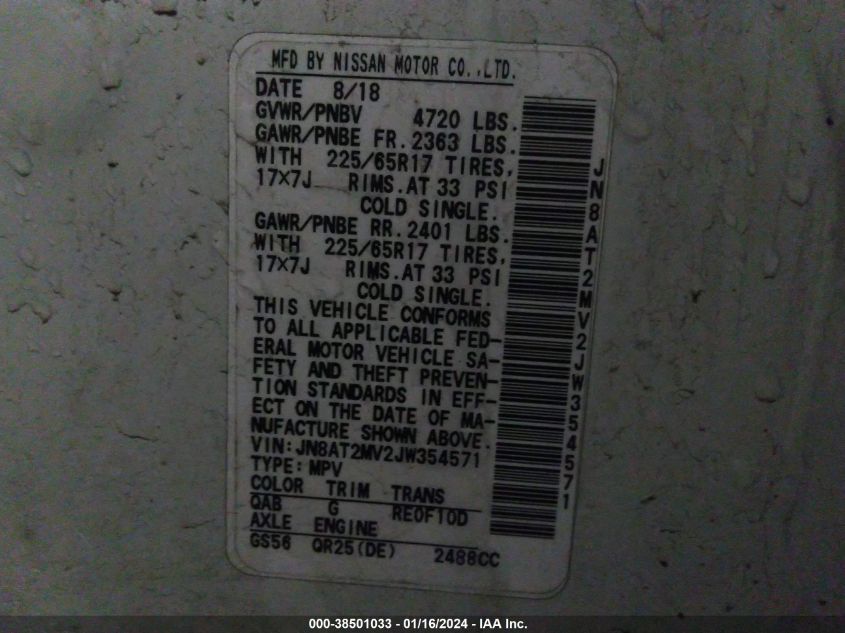 MFD BY NISSAN MOTOR CO.,LTD.
DATE 8/18
GVWR/PNBV 4720 LBS.
GAWR/PNBE FR.2363 LBS.
WITH 225/65R17 TIRES,
17×7J RIMS.AT 33 PSI
COLD SINGLE.
GAWR/PNBE RR.2401 LBS.
WITH 225/65R17 TIRES,
17×7J RIMS.AT 33 PSI
COLD SINGLE.
THIS VEHICLE CONFORMS
TO ALL APPLICABLE FED-
ERAL MOTOR VEHICLE SA-
FETY AND THEFT PREVEN-
TION STANDARDS IN EFF-
ECT ON THE DATE OF MA-
NUFACTURE SHOWN ABOVE.
VIN:JN8AT2MV2JW354571
TYPE:MPV
COLOR TRIM TRANS
QAB G RE0F10D
AXLE ENGINE
GS56 QR25(DE) 2488CC
JN8AT2MV2JW354571
000-38501033 - 01/16/2024 - IAA Inc.